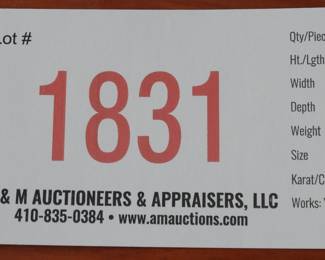 Lot #
1831
& M AUCTIONEERS & APPRAISERS, LLC
410-835-0384 • www.amauctions.com
Qty/Piec
Ht./Lgth
Width
Depth
Weight
Size
Karat/C
Works: